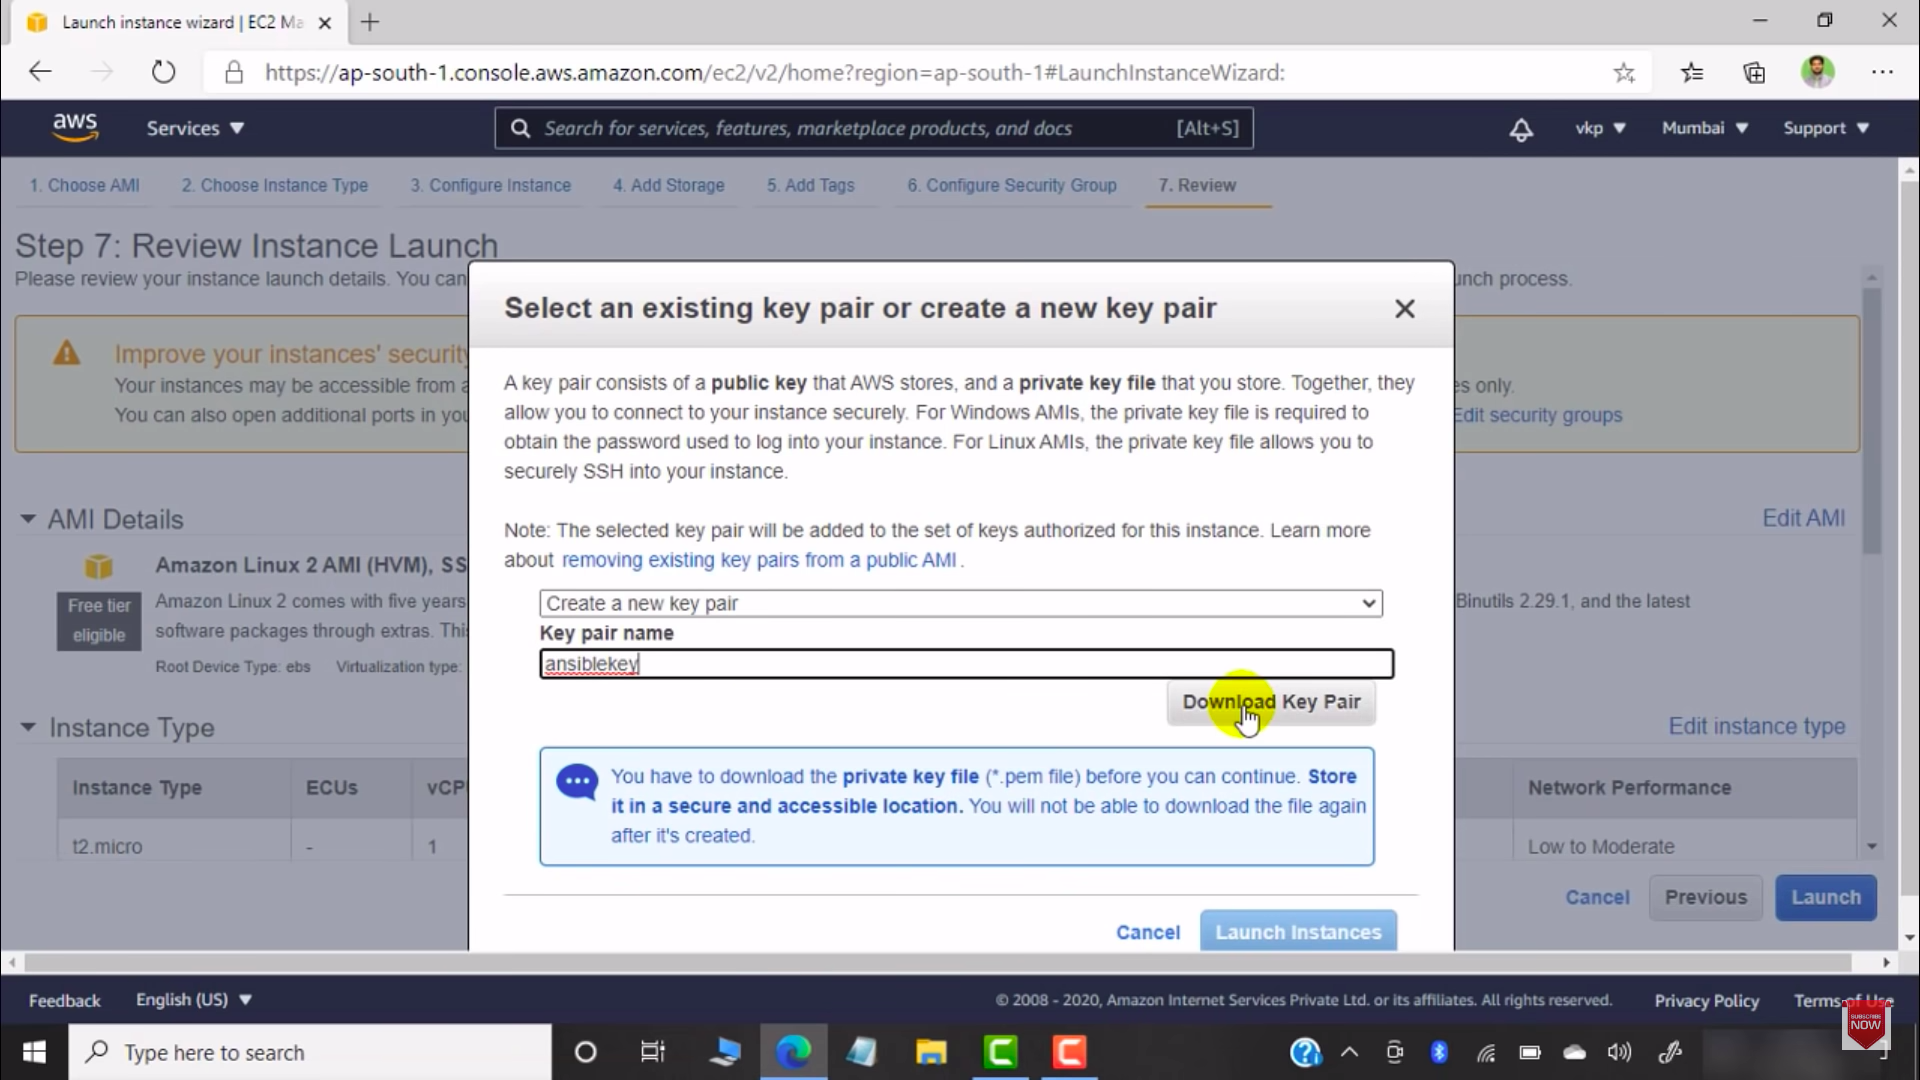 Launch instance wizard | EC2 Ma
https://ap-south-1.console.aws.amazon.com/ec2/v2/home?region=ap-south-1#LaunchInstanceWizard:
aws
Services
Search for services, features, marketplace products, and docs
[Alt+S]
vkp
Mumbai
Support
1. Choose AMI
2. Choose Instance Type
3. Configure Instance
4. Add Storage
5. Add Tags
6. Configure Security Group
7. Review
Step 7: Review Instance Launch
Please review your instance launch details. You can
unch process.
Improve your instances' security
Your instances may be accessible from a
es only.
You can also open additional ports in you
Edit security groups
Select an existing key pair or create a new key pair
A key pair consists of a public key that AWS stores, and a private key file that you store. Together, they
allow you to connect to your instance securely. For Windows AMIs, the private key file is required to
obtain the password used to log into your instance. For Linux AMIs, the private key file allows you to
securely SSH into your instance.
Note: The selected key pair will be added to the set of keys authorized for this instance. Learn more
about removing existing key pairs from a public AMI .
Create a new key pair
Key pair name
ansiblekey
Download Key Pair
You have to download the private key file (*.pem file) before you can continue. Store
it in a secure and accessible location. You will not be able to download the file again
after it's created.
Cancel
Launch Instances
AMI Details
Edit AMI
Amazon Linux 2 AMI (HVM), SS
Free tier
eligible
Amazon Linux 2 comes with five years
Binutils 2.29.1, and the latest
software packages through extras. This
Root Device Type: ebs
Virtualization type:
Instance Type
Edit instance type
Instance Type
ECUs
vCP
Network Performance
t2.micro
-
1
Low to Moderate
Cancel
Previous
Launch
Feedback
English (US)
© 2008 - 2020, Amazon Internet Services Private Ltd. or its affiliates. All rights reserved.
Privacy Policy
Terms of Use
SUBSCRIBE
NOW
Type here to search